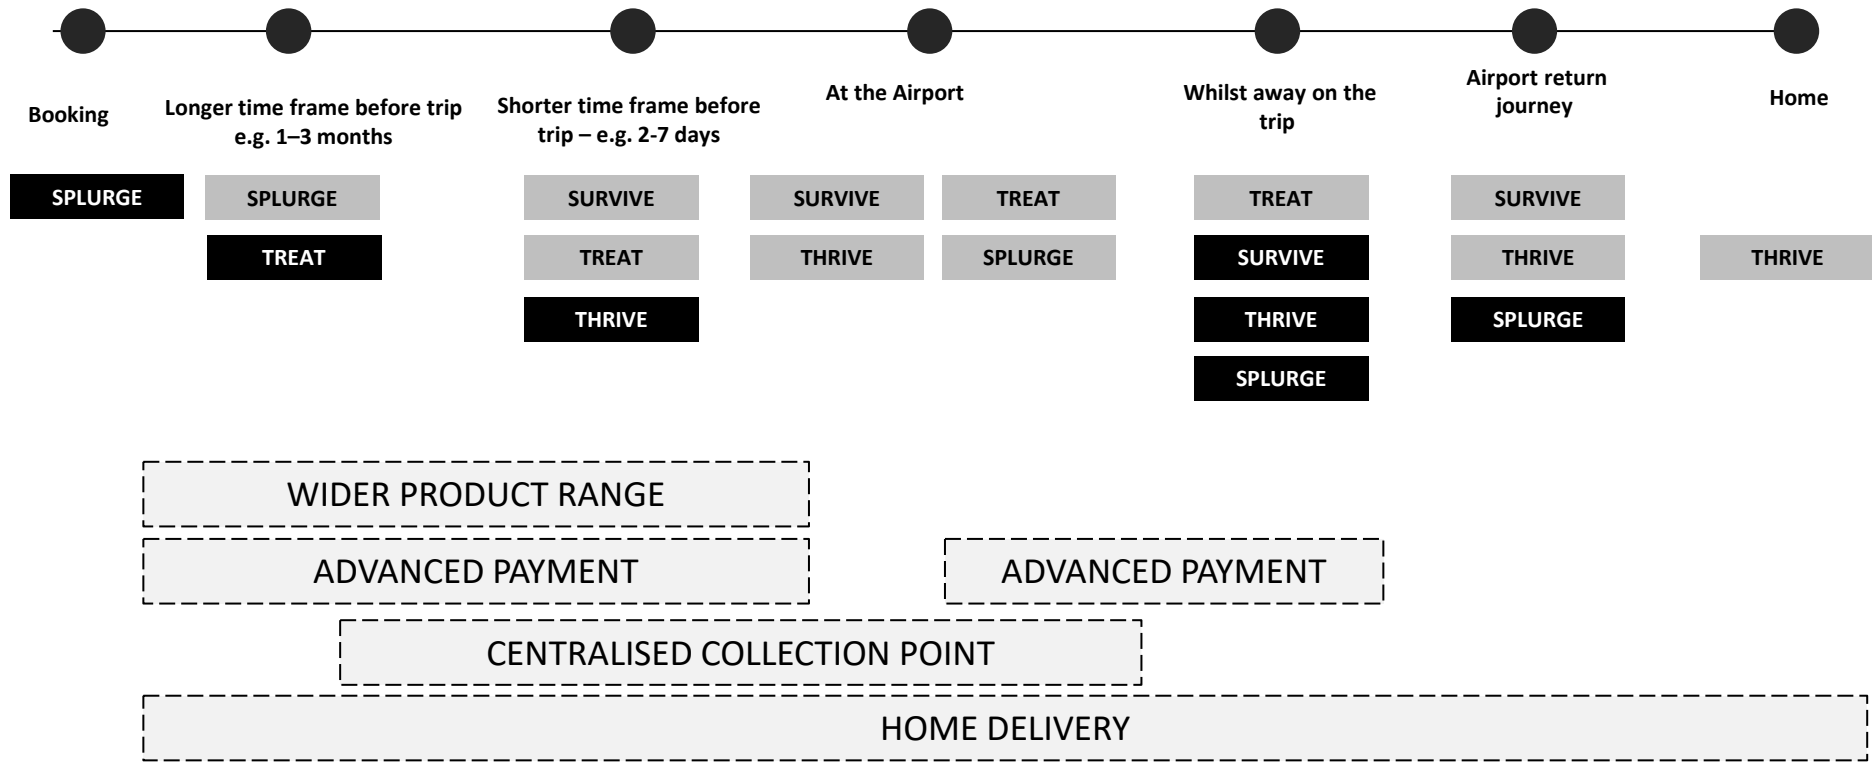 Booking
Longer time frame before trip
e.g. 1–3 months
Shorter time frame before
trip – e.g. 2-7 days
At the Airport
Whilst away on the
trip
Airport return
journey
Home
SPLURGE
SPLURGE
SURVIVE
SURVIVE
TREAT
TREAT
SURVIVE
TREAT
TREAT
THRIVE
SPLURGE
SURVIVE
THRIVE
THRIVE
THRIVE
THRIVE
SPLURGE
SPLURGE
WIDER PRODUCT RANGE
ADVANCED PAYMENT
ADVANCED PAYMENT
CENTRALISED COLLECTION POINT
HOME DELIVERY